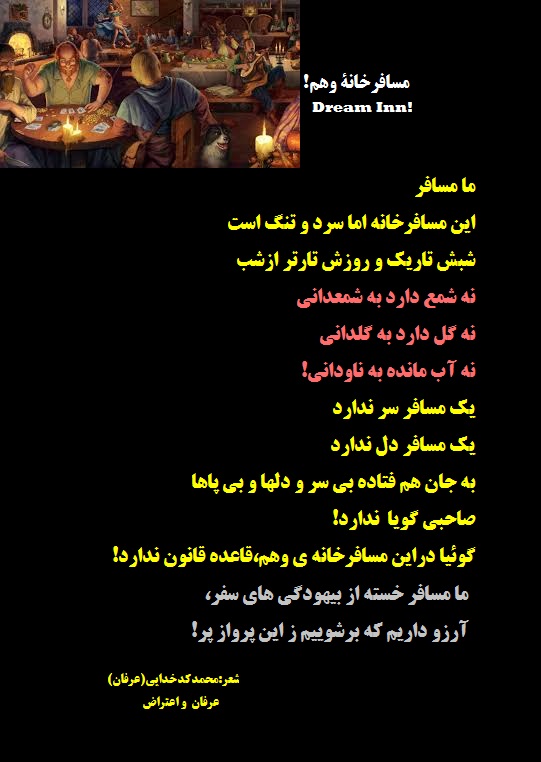 مسافرخانۀ وهم!
Dream Inn!
ما مسافر
این مسافرخانه اما سرد و تنگ است
شبش تاریک و روزش تارتر ازشب
نه شمع دارد به شمعدانی
نه گل دارد به گلدانی
نه آب مانده به ناودانی!
یک مسافر سر ندارد
یک مسافر دل ندارد
به جان هم فتاده بی سر و دلها و بی پاها
صاحبی گویا ندارد!
گوئیا دراین مسافرخانه ی وهم،قاعده قانون ندارد!
ما مسافر خسته از بیهودگی های سفر،
آرزو داریم که برشوییم ز این پرواز پر!
شعر:محمدکدخدایی(عرفان)
عرفان و اعتراض